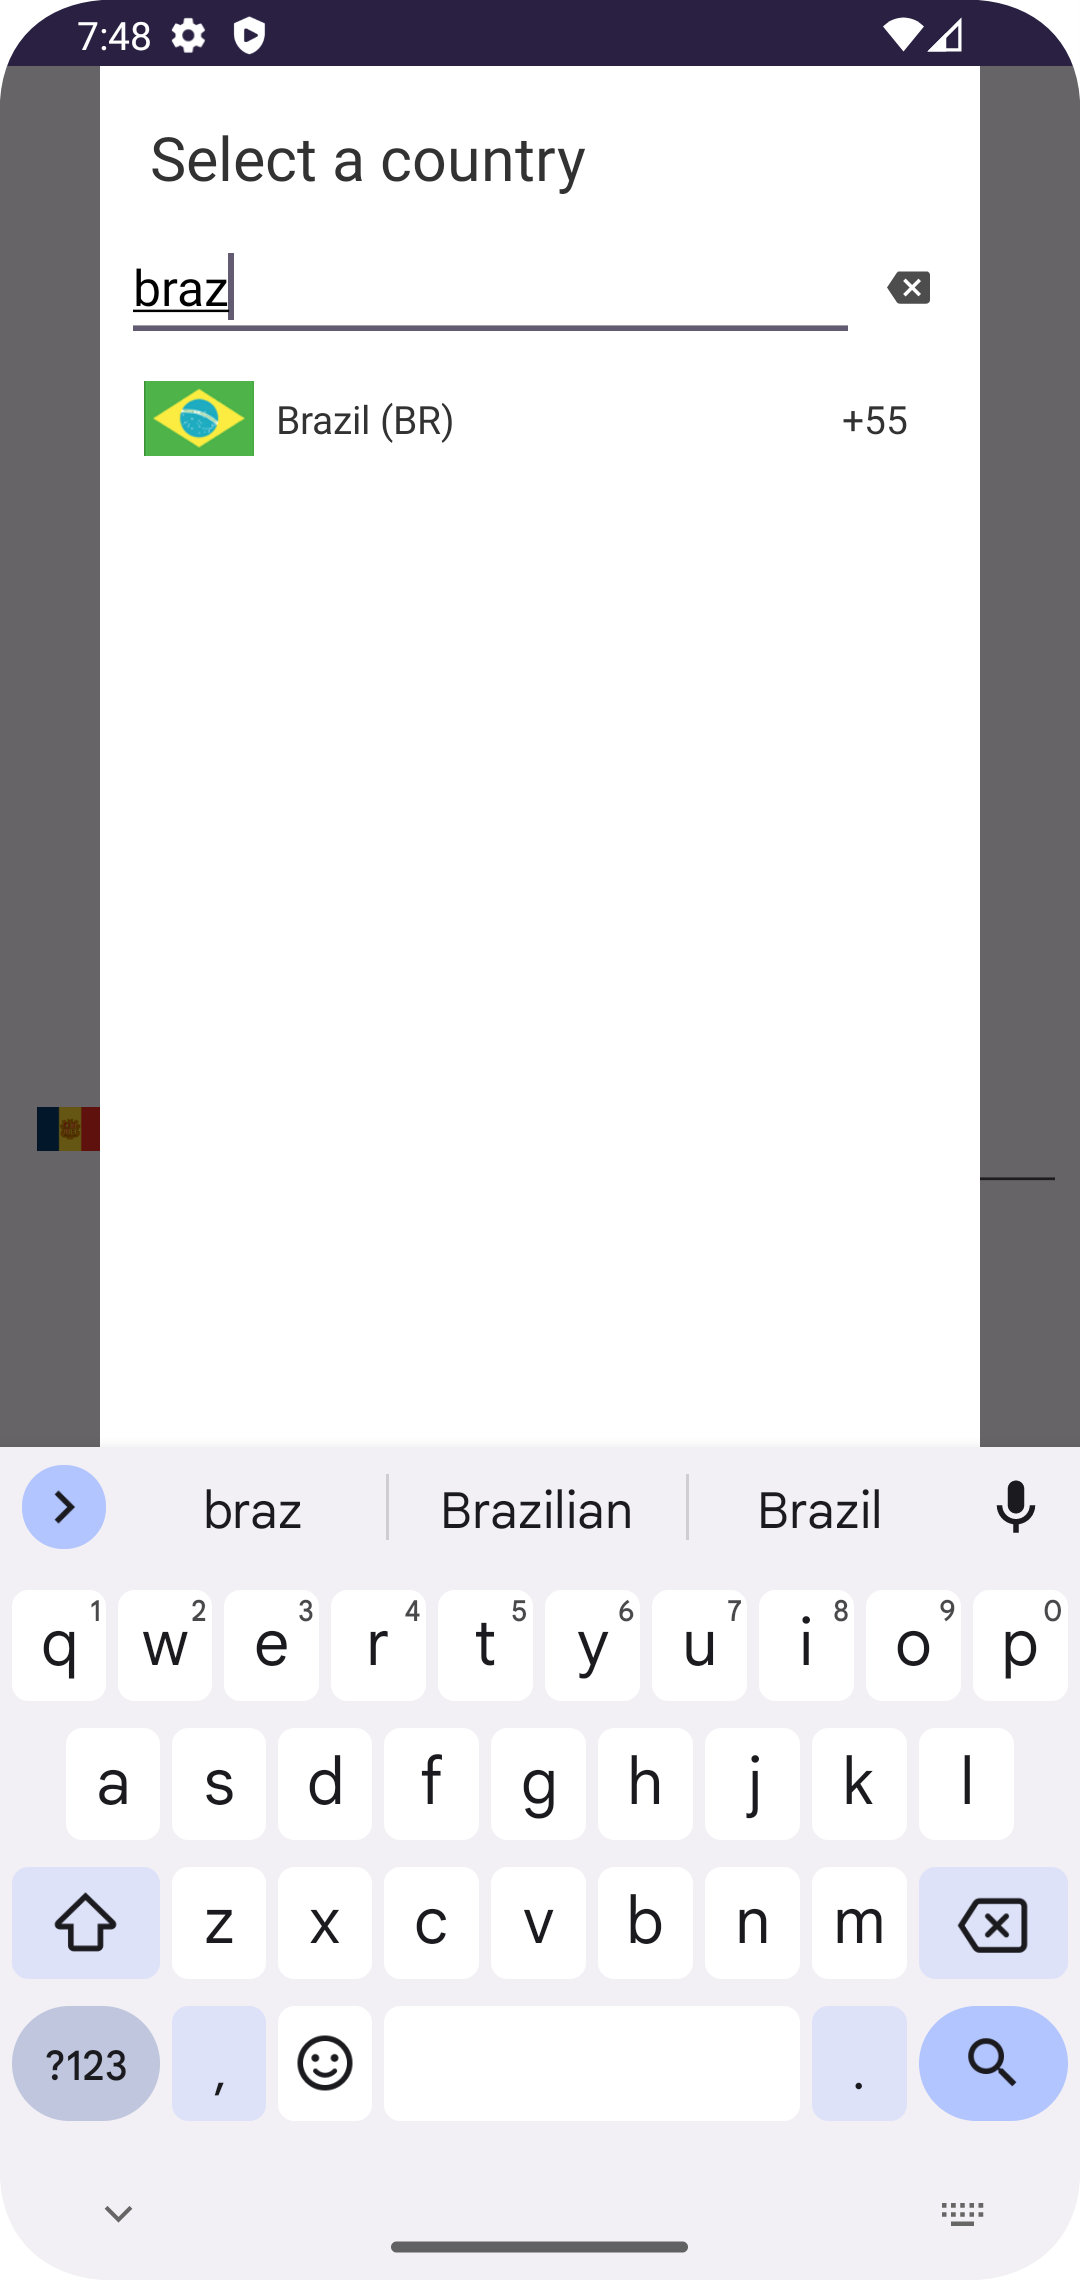 7:48
Select a country
braz
Brazil (BR) +55
braz Brazilian Brazil
q 1 w 2 e 3 r 4 t 5 y 6 u 7 i 8 o 9 p 0
a s d f g h j k l
z x c v b n m
?123 , .